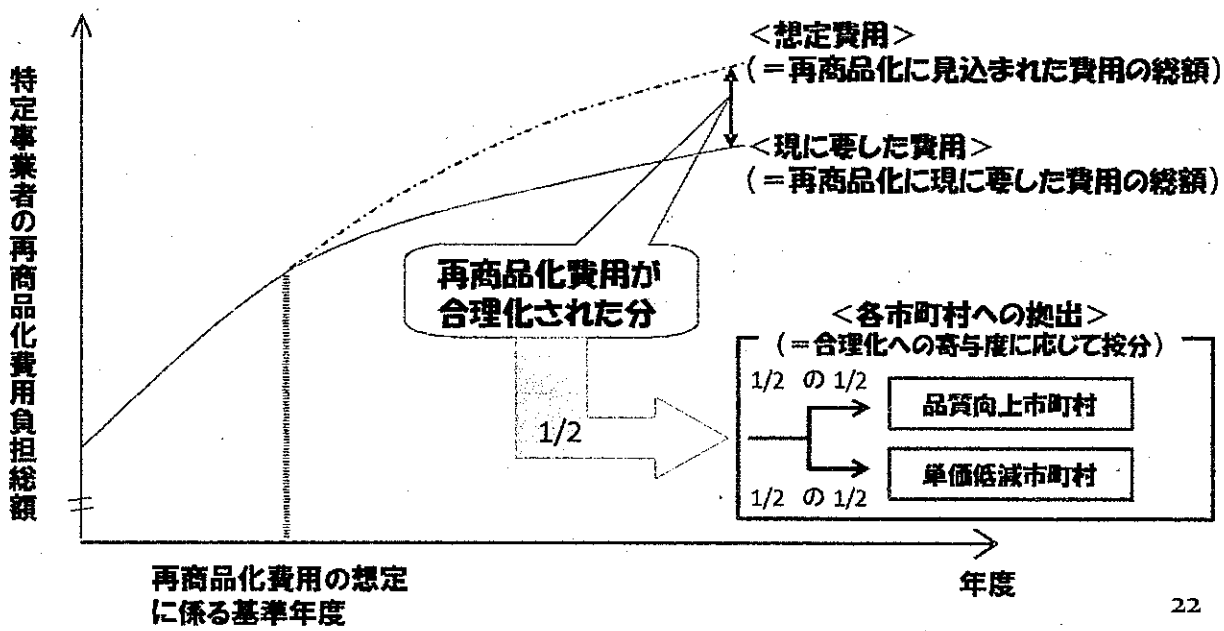 特定事業者の再商品化費用負担総額
<想定費用>
(=再商品化に見込まれた費用の総額)
<現に要した費用>
(=再商品化に現に要した費用の総額)
再商品化費用が
合理化された分
1/2
<各市町村への拠出>
(=合理化への寄与度に応じて按分)
1/2 の 1/2
品質向上市町村
単価低減市町村
1/2 の 1/2
再商品化費用の想定
に係る基準年度
年度
22